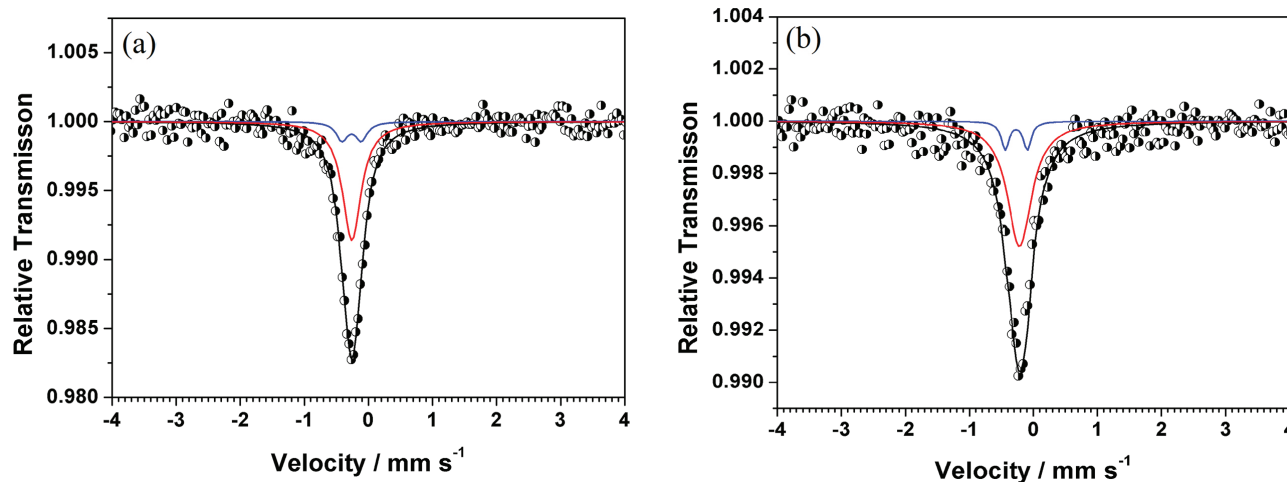 (a)
1.005
1.000
0.995
0.990
0.985
0.980
-4 -3 -2 -1 0 1 2 3 4
Relative Transmisson
Velocity / mm s⁻¹
(b)
1.004
1.002
1.000
0.998
0.996
0.994
0.992
0.990
-4 -3 -2 -1 0 1 2 3 4
Relative Transmisson
Velocity / mm s⁻¹